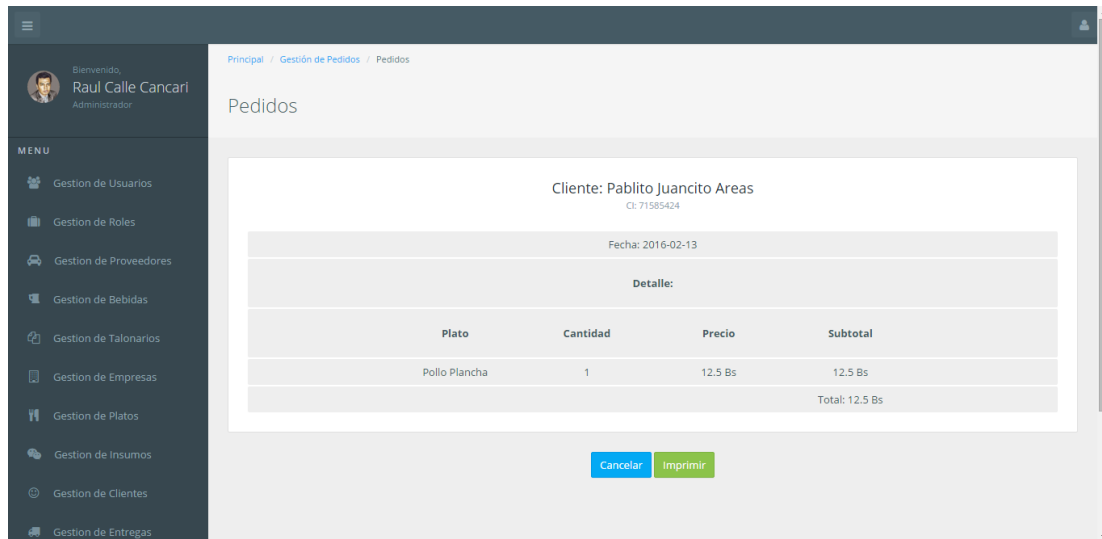 Bienvenido,
Raul Calle Cancari
Administrador
MENU
Gestion de Usuarios
Gestion de Roles
Gestion de Proveedores
Gestion de Bebidas
Gestion de Talonarios
Gestion de Empresas
Gestion de Platos
Gestion de Insumos
Gestion de Clientes
Gestion de Entregas
Principal / Gestión de Pedidos / Pedidos
Pedidos
Cliente: Pablito Juancito Areas
CI: 71585424
Fecha: 2016-02-13
Detalle:
Plato Cantidad Precio Subtotal
Pollo Plancha 1 12.5 Bs 12.5 Bs
Total: 12.5 Bs
Cancelar Imprimir